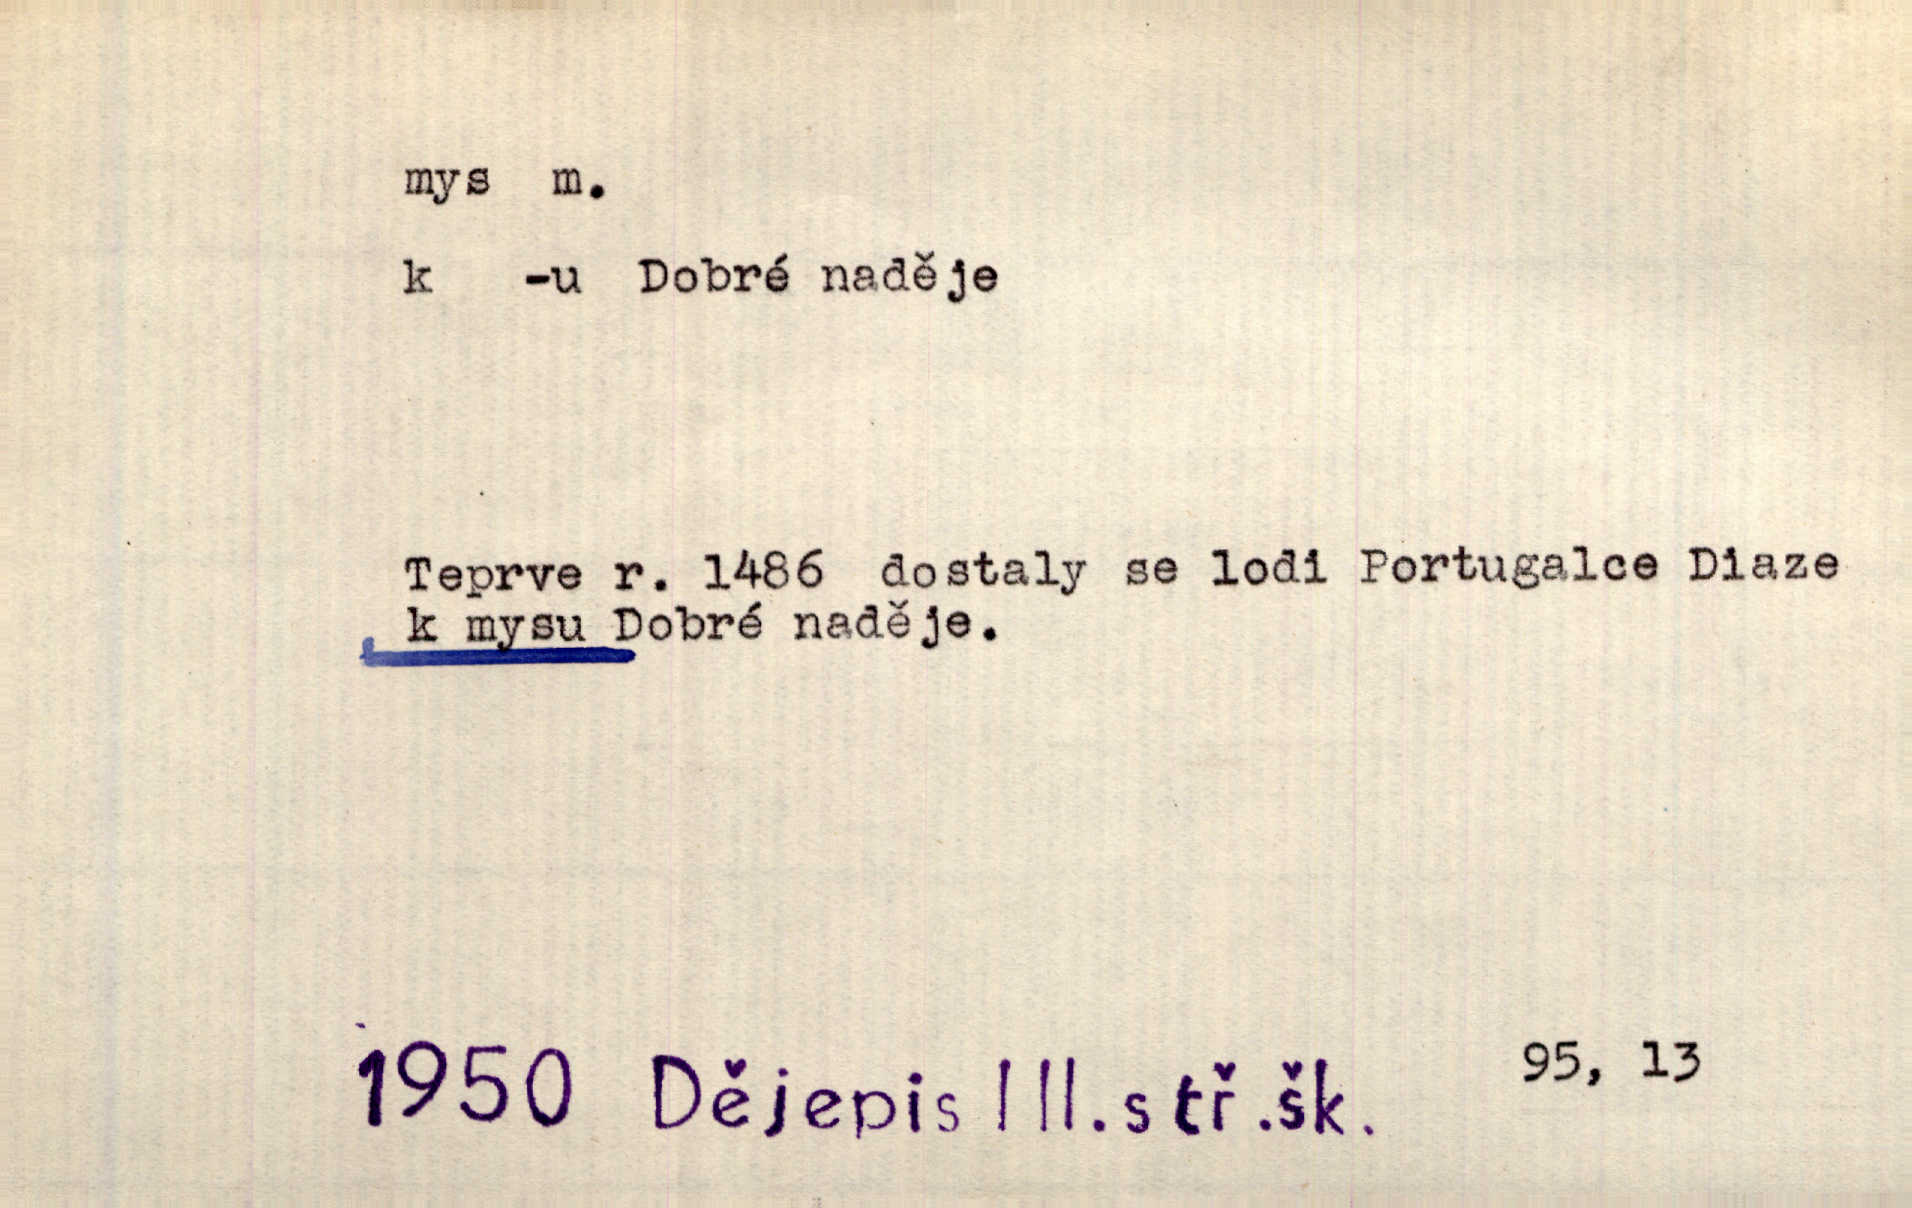 mys m.
k -u Dobré naděje
Teprve r. 1486 dostaly se lodi Portugalce Diaze
k mysu Dobré naděje.
1950 Dějepis III. stř. šk. 95, 13